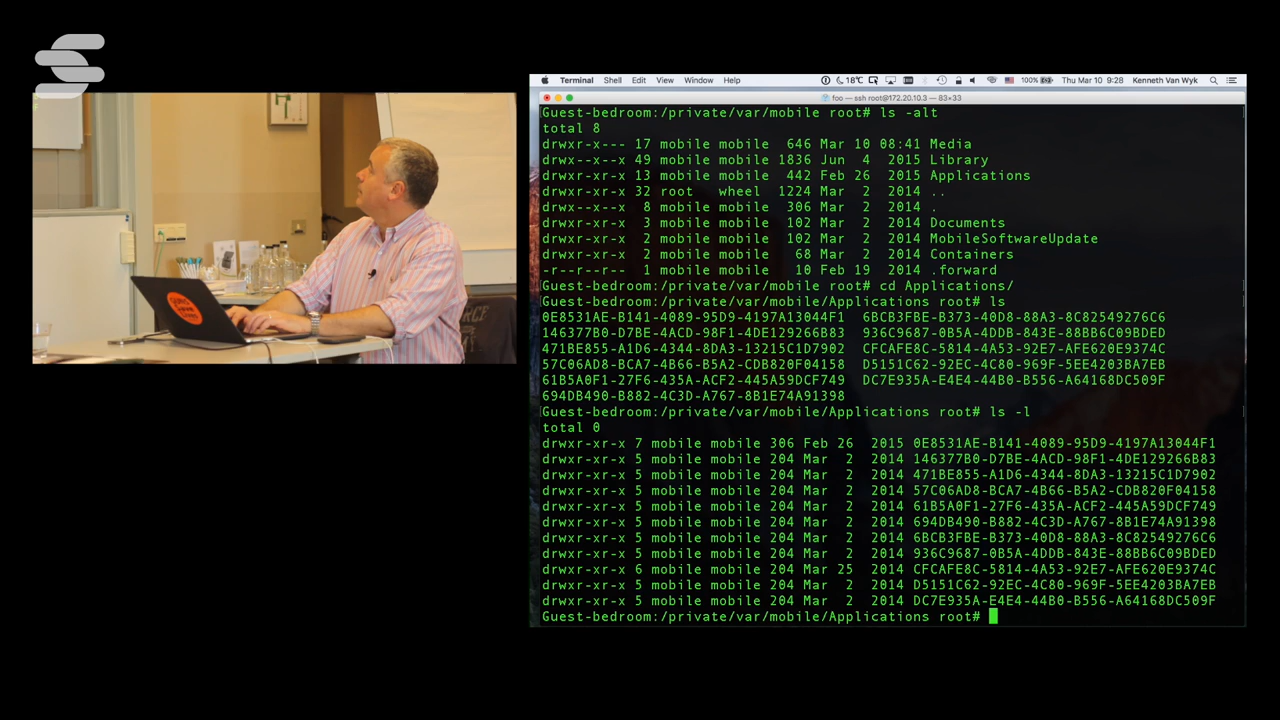 Terminal Shell Edit View Window Help 18°C 100% Thu Mar 10 9:28 Kenneth Van Wyk
foo — ssh root@172.20.10.3 — 83×33
Guest-bedroom:/private/var/mobile root# ls -alt
total 8
drwxr-x--- 17 mobile mobile 646 Mar 10 08:41 Media
drwx--x--x 49 mobile mobile 1836 Jun 4 2015 Library
drwxr-xr-x 13 mobile mobile 442 Feb 26 2015 Applications
drwxr-xr-x 32 root wheel 1224 Mar 2 2014 ..
drwx--x--x 8 mobile mobile 306 Mar 2 2014 .
drwxr-xr-x 3 mobile mobile 102 Mar 2 2014 Documents
drwxr-xr-x 2 mobile mobile 102 Mar 2 2014 MobileSoftwareUpdate
drwxr-xr-x 2 mobile mobile 68 Mar 2 2014 Containers
-r--r--r-- 1 mobile mobile 10 Feb 19 2014 .forward
Guest-bedroom:/private/var/mobile root# cd Applications/
Guest-bedroom:/private/var/mobile/Applications root# ls
0E8531AE-B141-4089-95D9-4197A13044F1 6BCB3FBE-B373-40D8-88A3-8C82549276C6
146377B0-D7BE-4ACD-98F1-4DE129266B83 936C9687-0B5A-4DDB-843E-88BB6C09BDED
471BE855-A1D6-4344-8DA3-13215C1D7902 CFCAFE8C-5814-4A53-92E7-AFE620E9374C
57C06AD8-BCA7-4B66-B5A2-CDB820F04158 D5151C62-92EC-4C80-969F-5EE4203BA7EB
61B5A0F1-27F6-435A-ACF2-445A59DCF749 DC7E935A-E4E4-44B0-B556-A64168DC509F
694DB490-B882-4C3D-A767-8B1E74A91398
Guest-bedroom:/private/var/mobile/Applications root# ls -l
total 0
drwxr-xr-x 7 mobile mobile 306 Feb 26 2015 0E8531AE-B141-4089-95D9-4197A13044F1
drwxr-xr-x 5 mobile mobile 204 Mar 2 2014 146377B0-D7BE-4ACD-98F1-4DE129266B83
drwxr-xr-x 5 mobile mobile 204 Mar 2 2014 471BE855-A1D6-4344-8DA3-13215C1D7902
drwxr-xr-x 5 mobile mobile 204 Mar 2 2014 57C06AD8-BCA7-4B66-B5A2-CDB820F04158
drwxr-xr-x 5 mobile mobile 204 Mar 2 2014 61B5A0F1-27F6-435A-ACF2-445A59DCF749
drwxr-xr-x 5 mobile mobile 204 Mar 2 2014 694DB490-B882-4C3D-A767-8B1E74A91398
drwxr-xr-x 5 mobile mobile 204 Mar 2 2014 6BCB3FBE-B373-40D8-88A3-8C82549276C6
drwxr-xr-x 5 mobile mobile 204 Mar 2 2014 936C9687-0B5A-4DDB-843E-88BB6C09BDED
drwxr-xr-x 6 mobile mobile 204 Mar 25 2014 CFCAFE8C-5814-4A53-92E7-AFE620E9374C
drwxr-xr-x 5 mobile mobile 204 Mar 2 2014 D5151C62-92EC-4C80-969F-5EE4203BA7EB
drwxr-xr-x 5 mobile mobile 204 Mar 2 2014 DC7E935A-E4E4-44B0-B556-A64168DC509F
Guest-bedroom:/private/var/mobile/Applications root#